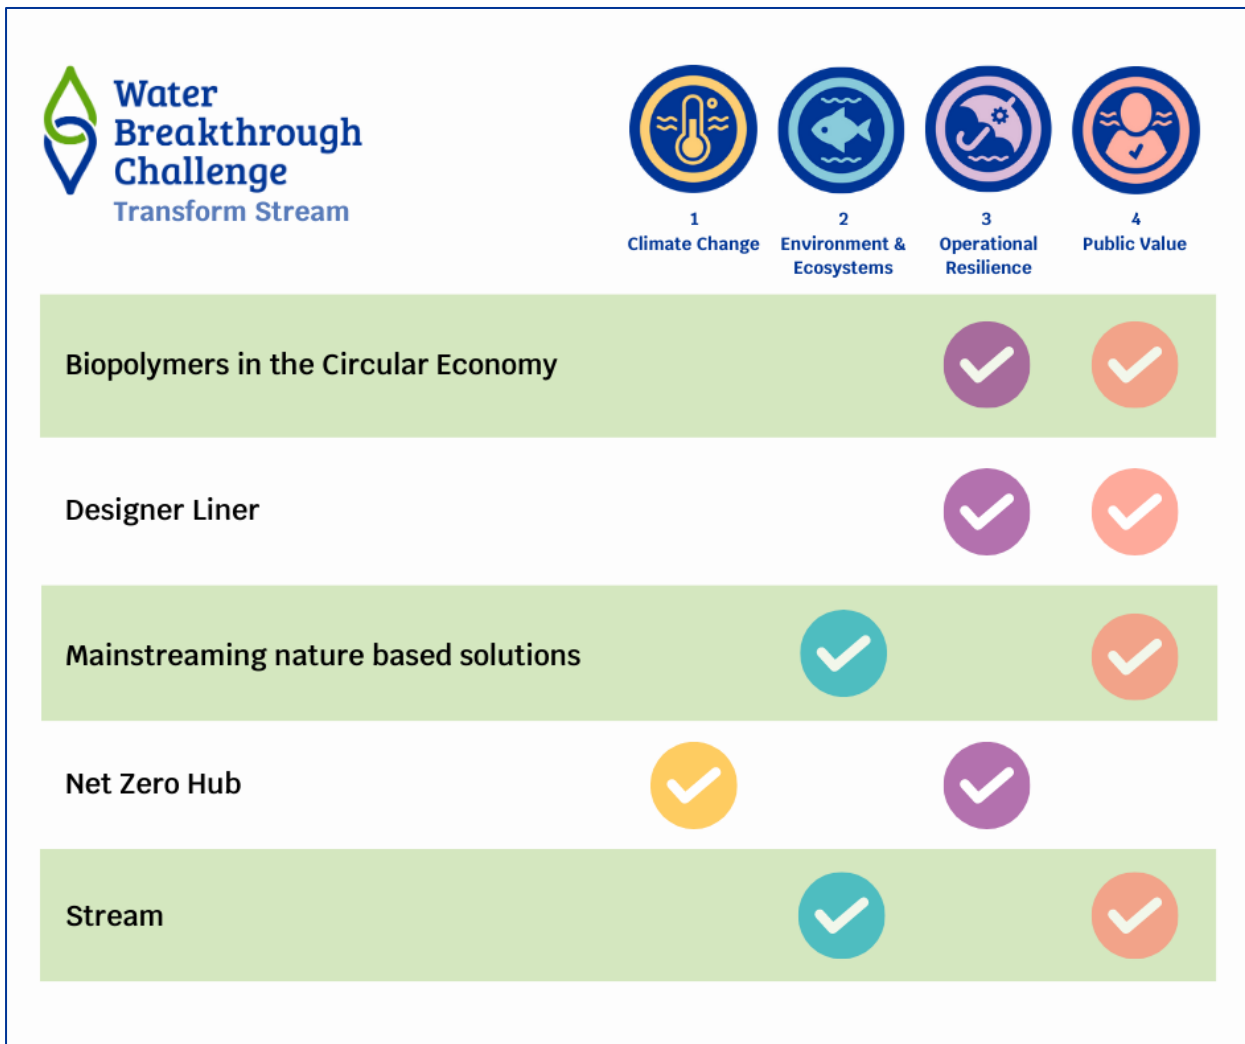 Water
Breakthrough
Challenge
Transform Stream
1
Climate Change
2
Environment &
Ecosystems
3
Operational
Resilience
4
Public Value
Biopolymers in the Circular Economy
Designer Liner
Mainstreaming nature based solutions
Net Zero Hub
Stream